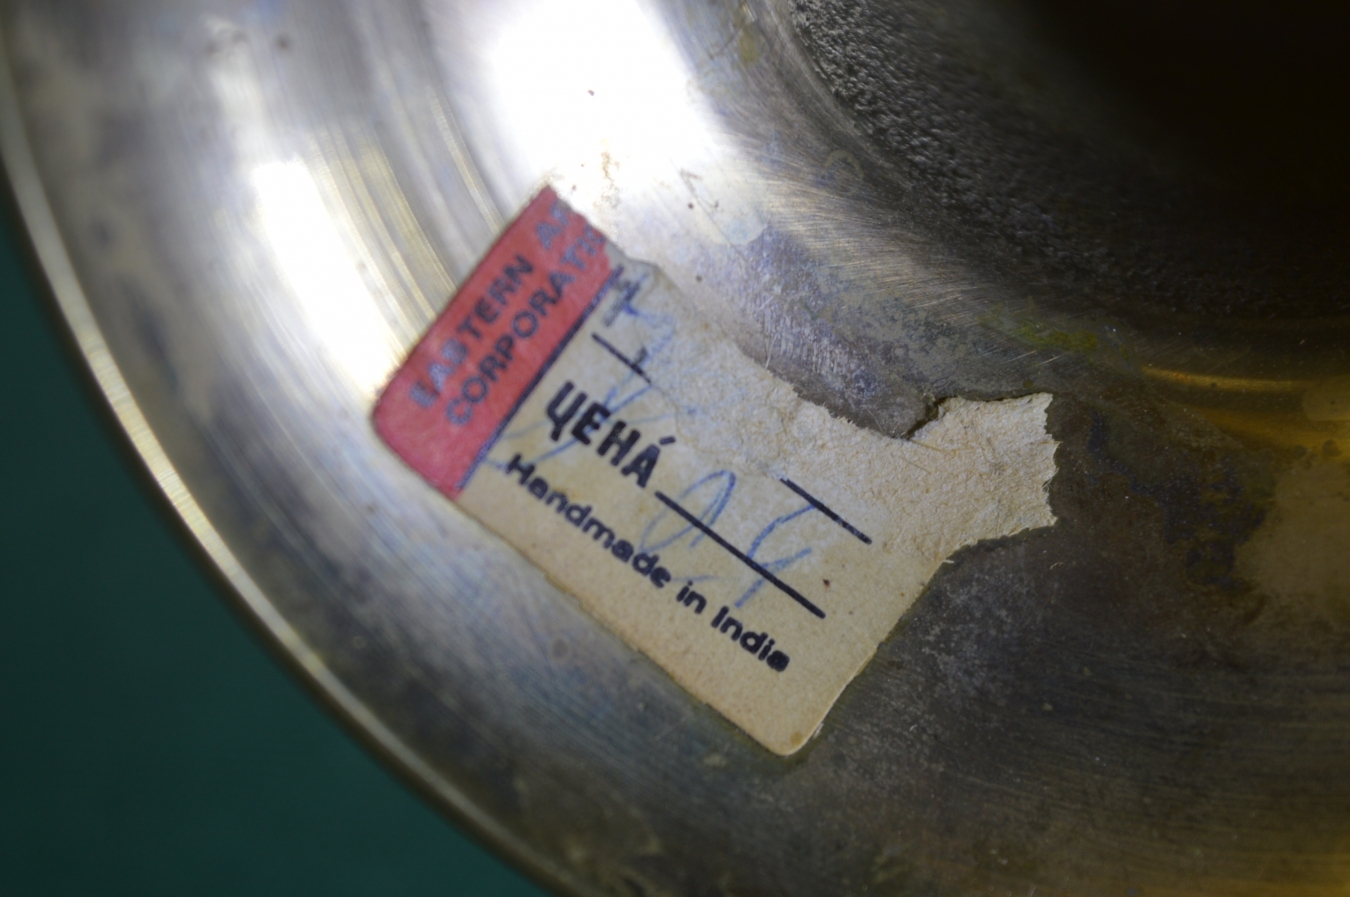 EASTERN
CORPORAT
ЦЕНА́
Handmade in India